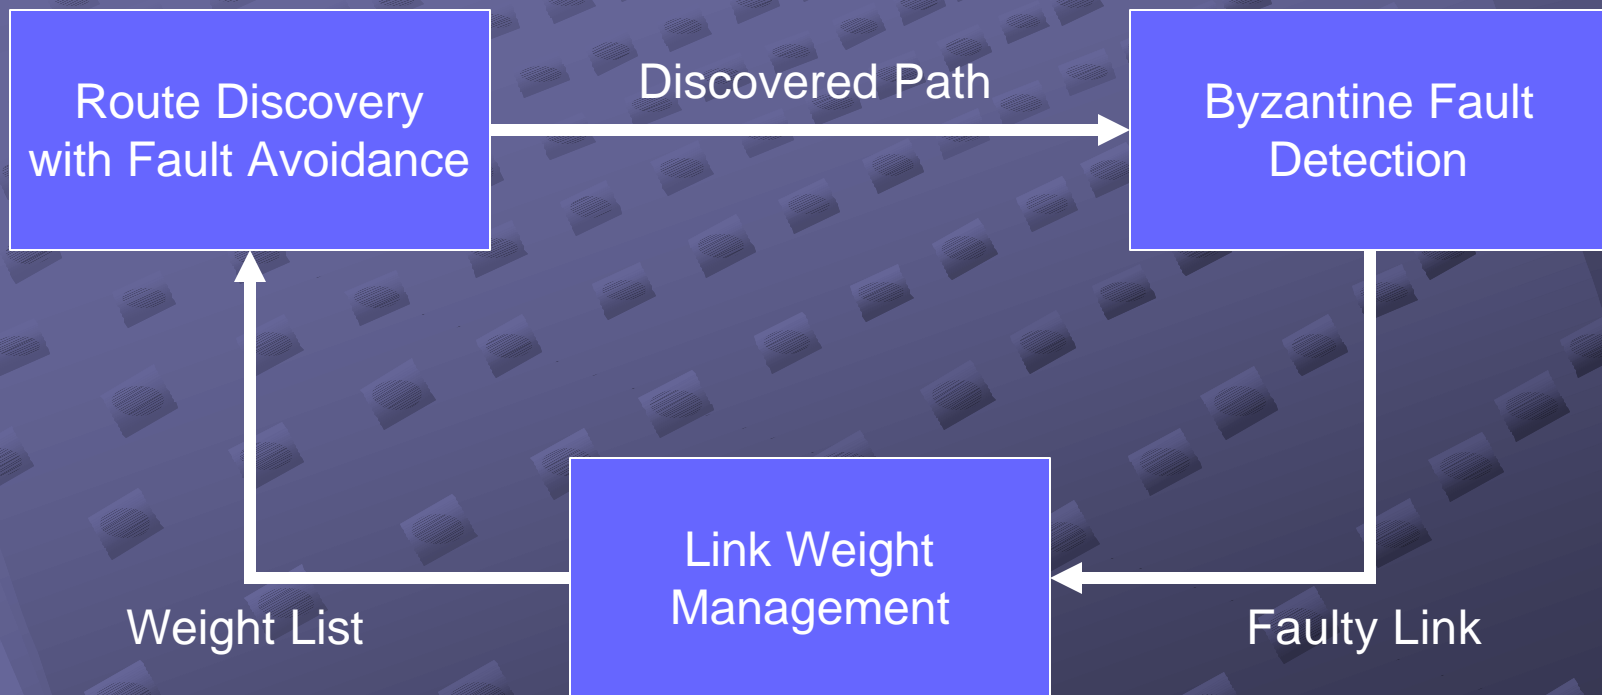 Route Discovery
with Fault Avoidance
Discovered Path
Byzantine Fault
Detection
Link Weight
Management
Weight List
Faulty Link